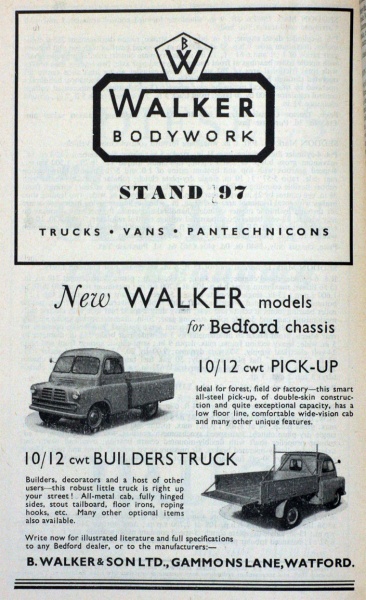 B
W
WALKER
BODYWORK
STAND 97
TRUCKS • VANS • PANTECHNICONS
New WALKER models
for Bedford chassis
10/12 cwt PICK-UP
Ideal for forest, field or factory—this smart
all-steel pick-up, of double-skin construc-
tion and quite exceptional capacity, has a
low floor line, comfortable wide-vision cab
and many other unique features.
10/12 cwt BUILDERS TRUCK
Builders, decorators and a host of other
users—this robust little truck is right up
your street! All-metal cab, fully hinged
sides, stout tailboard, floor irons, roping
hooks, etc. Many other optional items
also available.
Write now for illustrated literature and full specifications
to any Bedford dealer, or to the manufacturers:—
B. WALKER & SON LTD., GAMMONS LANE, WATFORD.